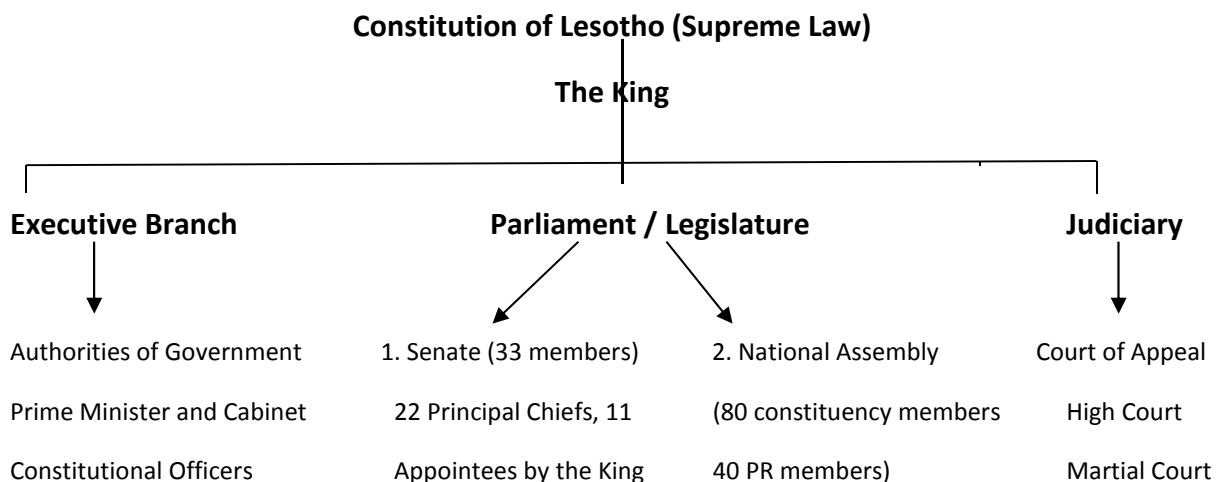 Constitution of Lesotho (Supreme Law)
The King
Executive Branch
Parliament / Legislature
Judiciary
Authorities of Government
Prime Minister and Cabinet
Constitutional Officers
1. Senate (33 members)
22 Principal Chiefs, 11
Appointees by the King
2. National Assembly
(80 constituency members
40 PR members)
Court of Appeal
High Court
Martial Court